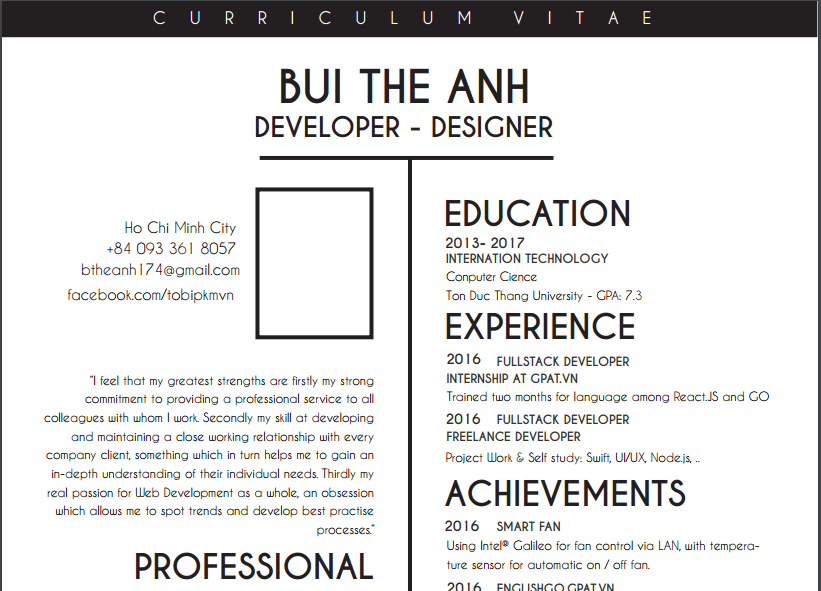 CURRICULUM VITAE
BUI THE ANH
DEVELOPER - DESIGNER
Ho Chi Minh City
+84 093 361 8057
btheanh174@gmail.com
facebook.com/tobipkmvn
"I feel that my greatest strengths are firstly my strong
commitment to providing a professional service to all
colleagues with whom I work. Secondly my skill at developing
and maintaining a close working relationship with every
company client, something which in turn helps me to gain an
in-depth understanding of their individual needs. Thirdly my
real passion for Web Development as a whole, an obsession
which allows me to spot trends and develop best practise
processes."
PROFESSIONAL
EDUCATION
2013- 2017
INTERNATION TECHNOLOGY
Conputer Cience
Ton Duc Thang University - GPA: 7.3
EXPERIENCE
2016 FULLSTACK DEVELOPER
INTERNSHIP AT GPAT.VN
Trained two months for language among React.JS and GO
2016 FULLSTACK DEVELOPER
FREELANCE DEVELOPER
Project Work & Self study: Swift, UI/UX, Node.js, ..
ACHIEVEMENTS
2016 SMART FAN
Using Intel® Galileo for fan control via LAN, with tempera-
ture sensor for automatic on / off fan.
2016 ENGLISHGO.GPAT.VN